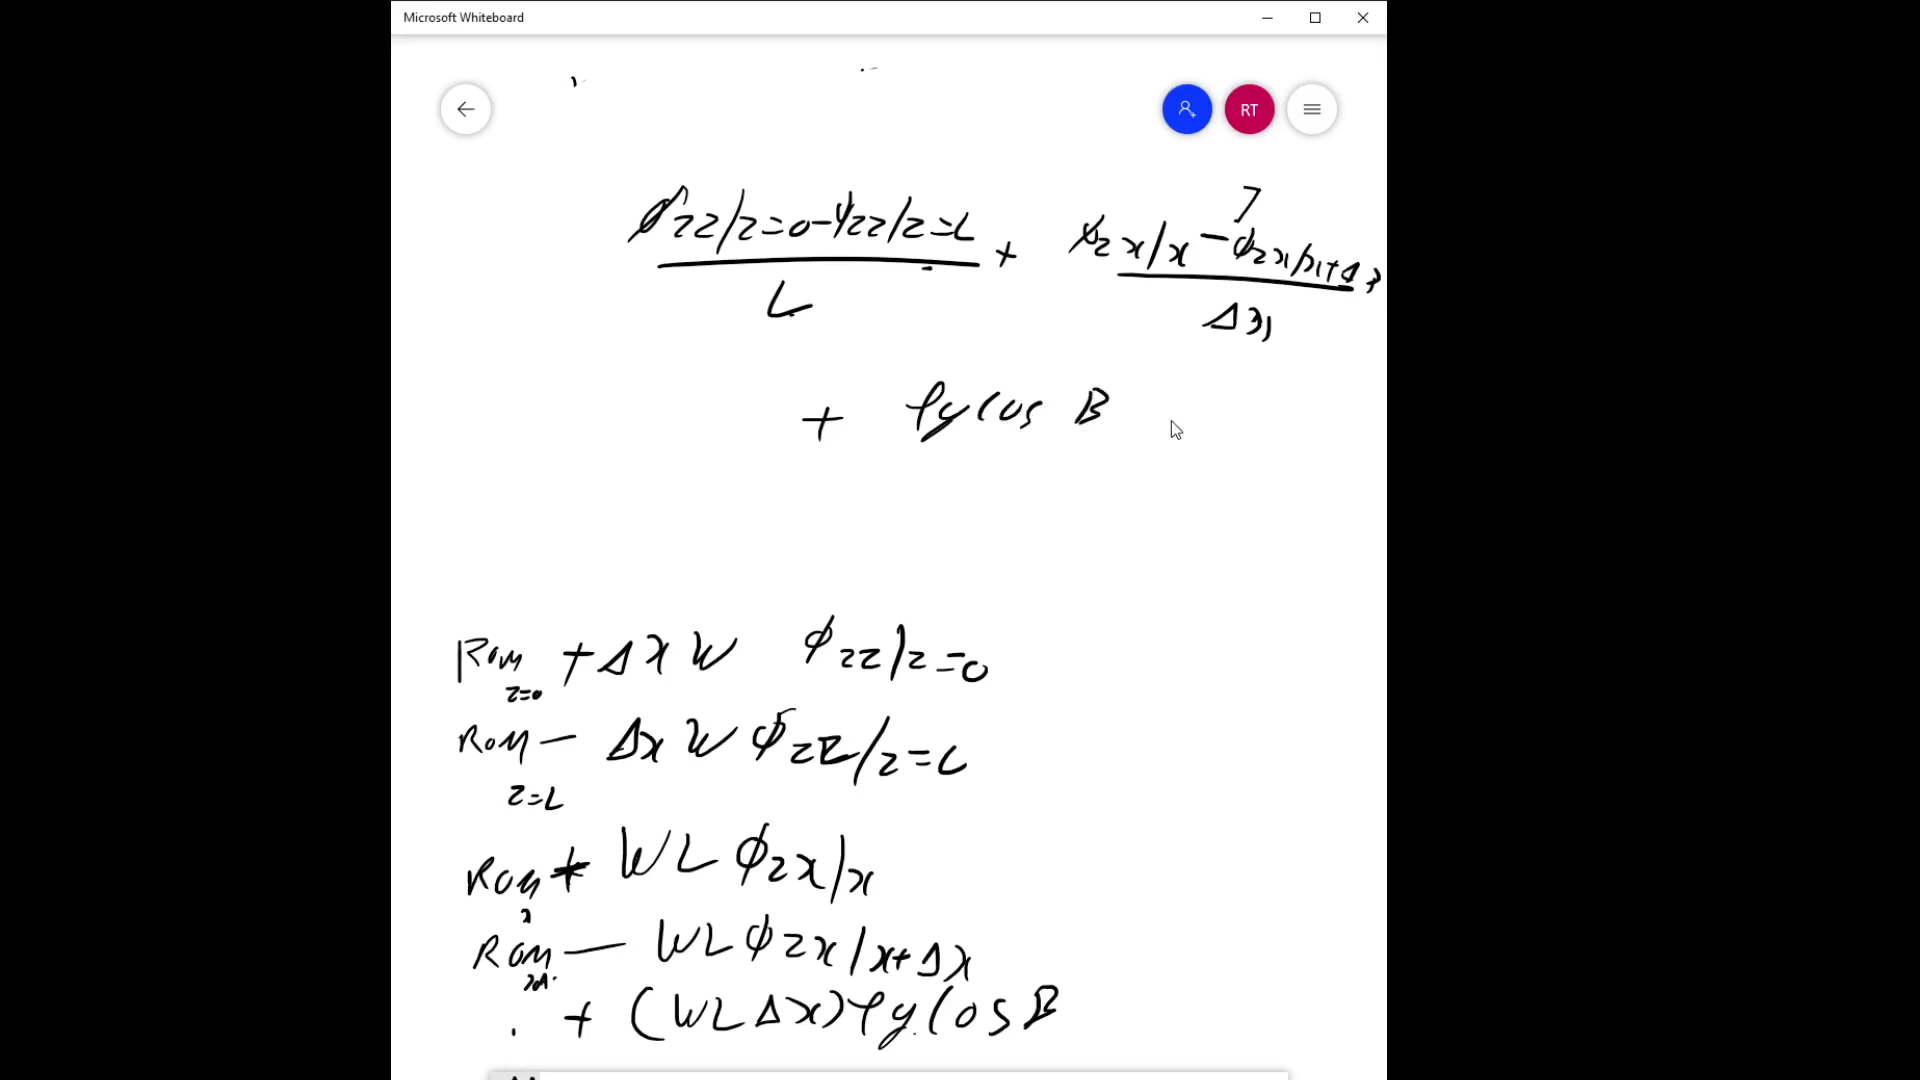 Microsoft Whiteboard
RT
ϕzz/z=0 - ϕzz/z=L + ϕzx/x - ϕzx/x+Δx
L Δx
+ ρg cos B
Rom z=0 + Δx W ϕzz/z=0
Rom z=L - Δx W ϕzz/z=L
Rom x + WL ϕzx/x
Rom - WL ϕzx/x+Δx
+ (WLΔx) ρg cos B